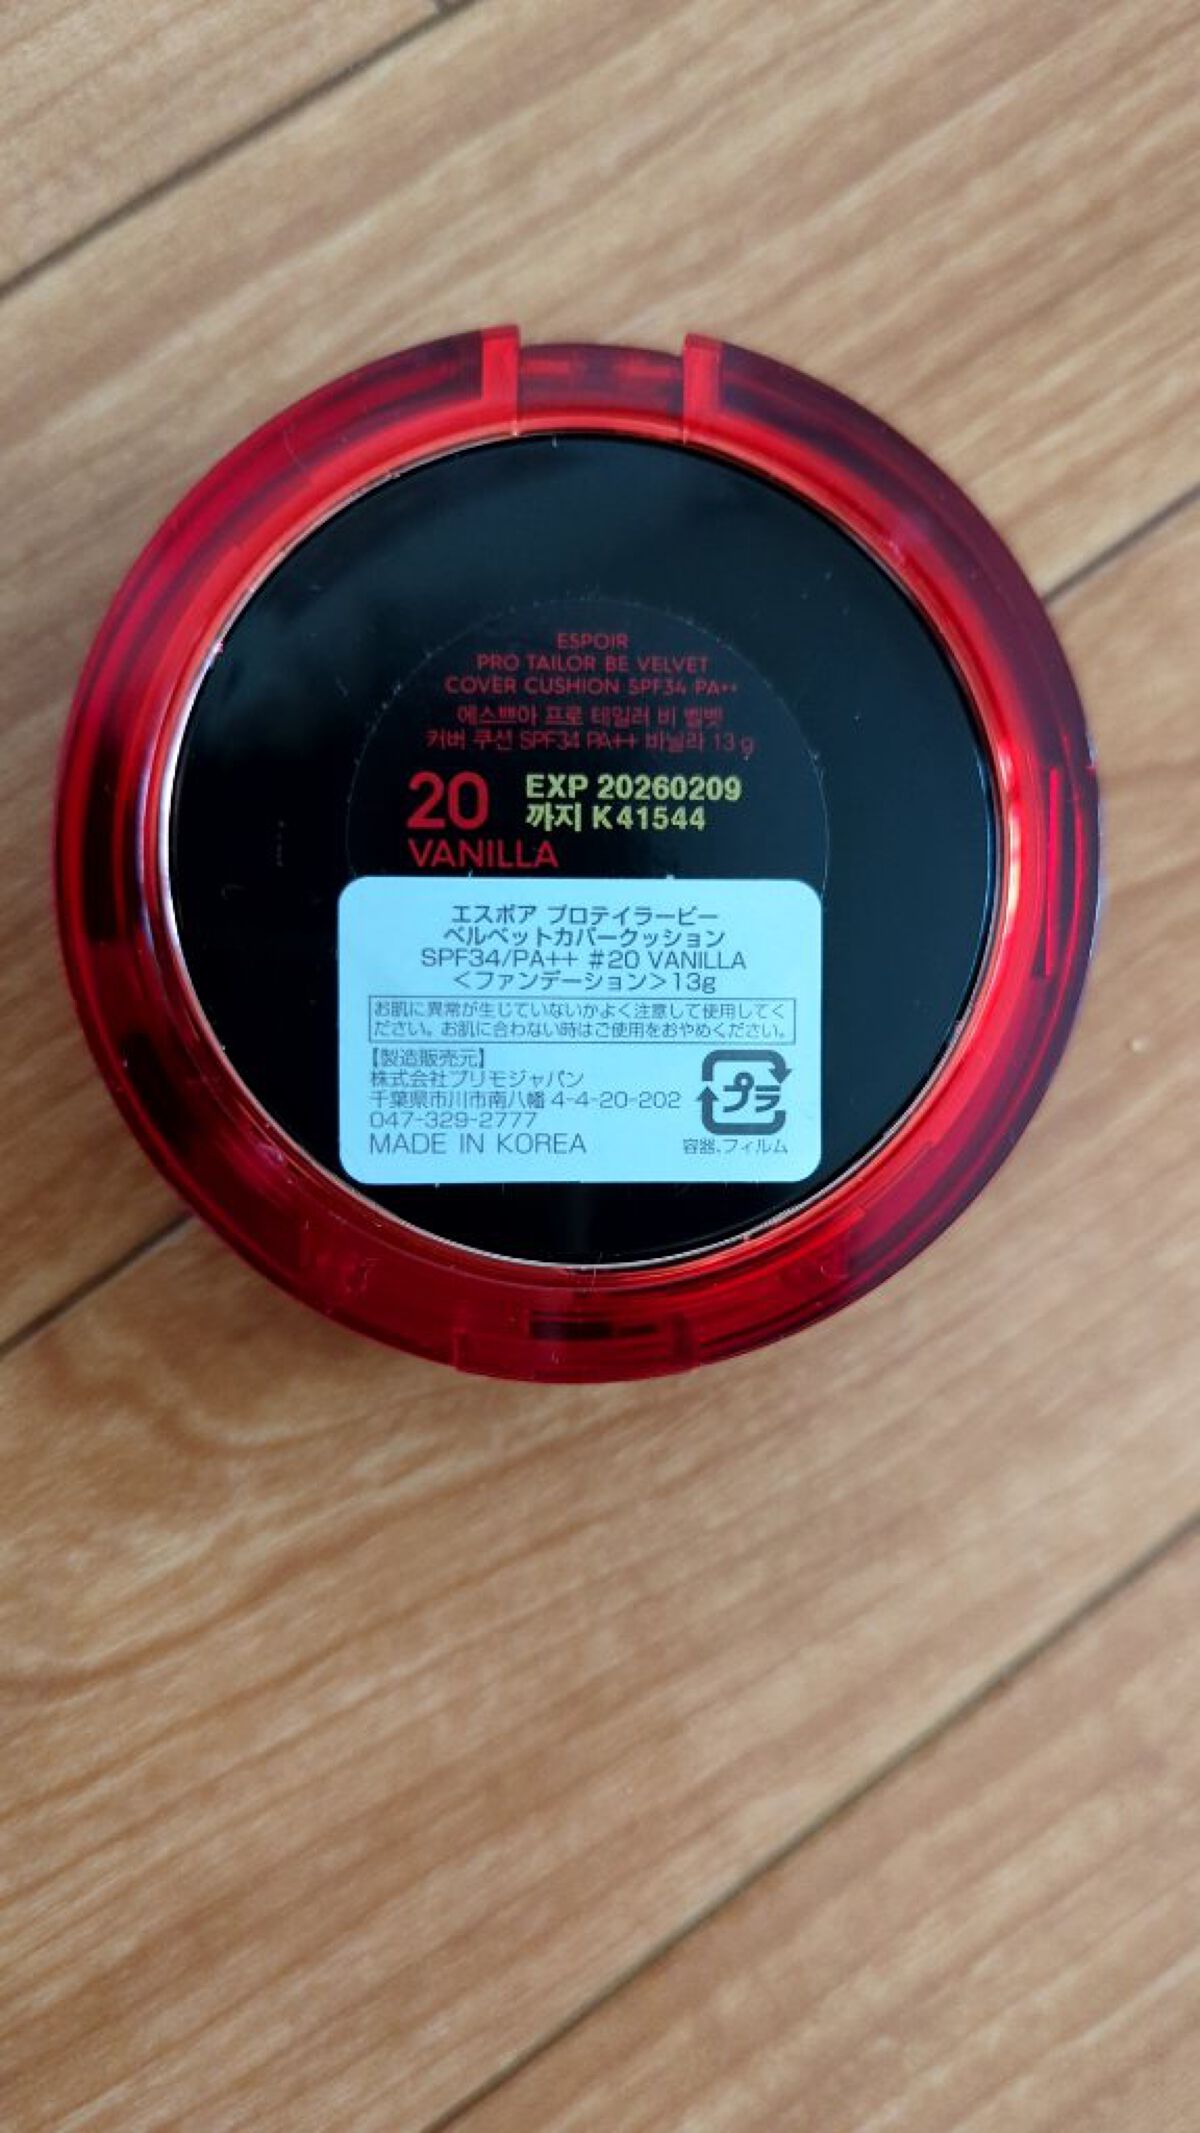 ESPOIR
PRO TAILOR BE VELVET
COVER CUSHION SPF34 PA++
에스쁘아 프로 테일러 비 벨벳
커버 쿠션 SPF34 PA++ 바닐라 13 g
20
VANILLA
EXP 20260209
까지 K41544
エスポア プロテイラービー
ベルベットカバークッション
SPF34/PA++ #20 VANILLA
<ファンデーション>13g
お肌に異常が生じていないかよく注意して使用してく
ださい。お肌に合わない時はご使用をおやめください。
【製造販売元】
株式会社プリモジャパン
千葉県市川市南八幡 4-4-20-202
047-329-2777
MADE IN KOREA
プラ
容器、フィルム